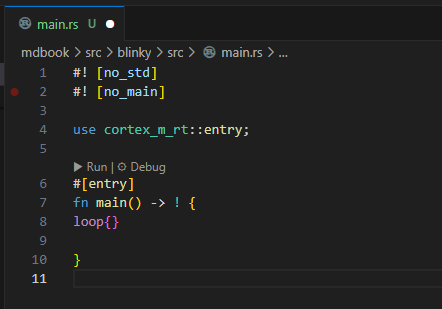 main.rs U
mdbook > src > blinky > src > main.rs > ...
1 #! [no_std]
2 #! [no_main]
3
4 use cortex_m_rt::entry;
5
Run | Debug
6 #[entry]
7 fn main() -> ! {
8 loop{}
9
10 }
11